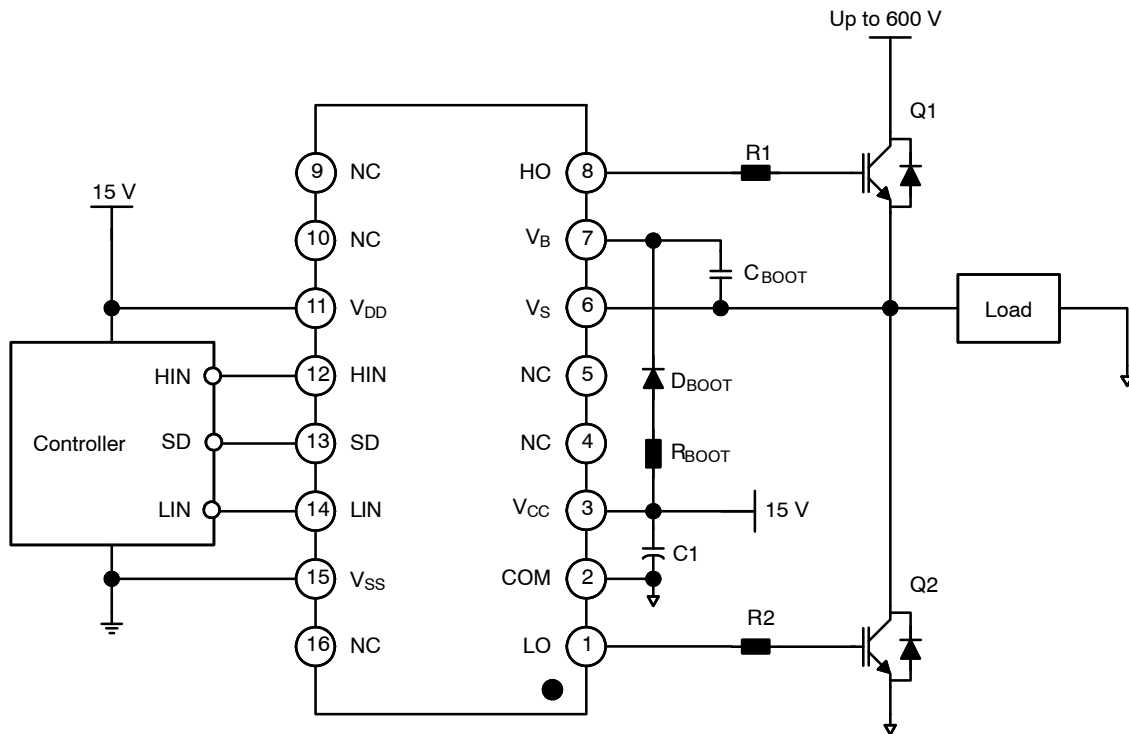 Up to 600 V
Q1
R1
9 NC HO 8
15 V
10 NC VB 7
CBOOT
11 VDD VS 6
Load
HIN 12 HIN NC 5
DBOOT
Controller SD 13 SD NC 4
RBOOT
LIN 14 LIN VCC 3
15 V
C1
15 VSS COM 2
Q2
R2
16 NC LO 1